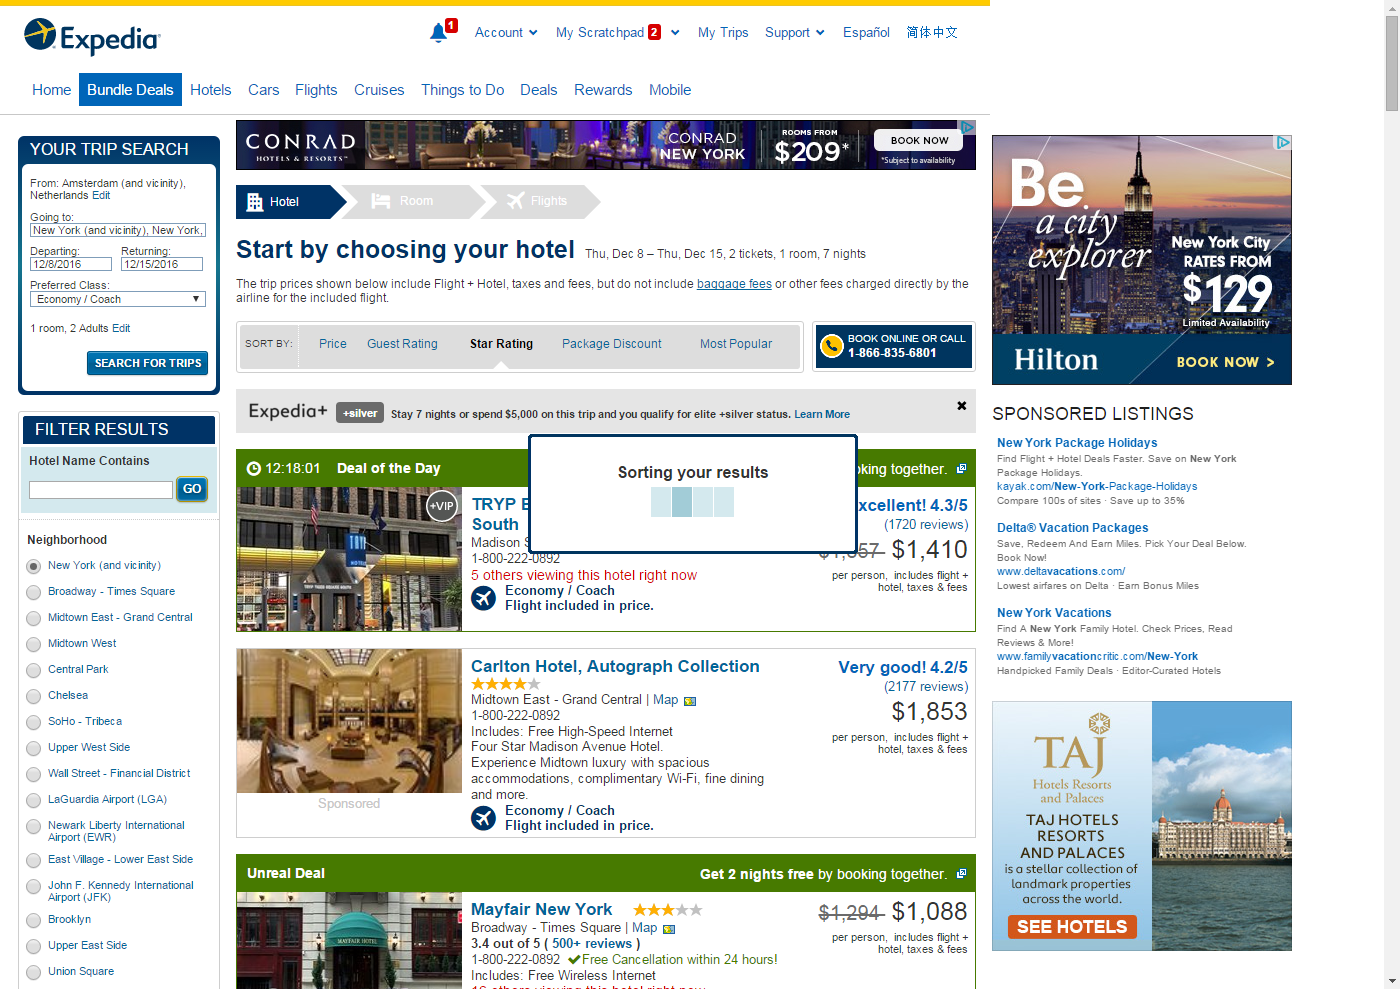 Expedia
1
Account
My Scratchpad 2
My Trips
Support
Español
简体中文
Home
Bundle Deals
Hotels
Cars
Flights
Cruises
Things to Do
Deals
Rewards
Mobile
YOUR TRIP SEARCH
From: Amsterdam (and vicinity),
Netherlands Edit
Going to:
New York (and vicinity), New York,
Departing:
Returning:
12/8/2016
12/15/2016
Preferred Class:
Economy / Coach
1 room, 2 Adults Edit
SEARCH FOR TRIPS
FILTER RESULTS
Hotel Name Contains
GO
Neighborhood
New York (and vicinity)
Broadway - Times Square
Midtown East - Grand Central
Midtown West
Central Park
Chelsea
SoHo - Tribeca
Upper West Side
Wall Street - Financial District
LaGuardia Airport (LGA)
Newark Liberty International
Airport (EWR)
East Village - Lower East Side
John F. Kennedy International
Airport (JFK)
Brooklyn
Upper East Side
Union Square
CONRAD
HOTELS & RESORTS™
CONRAD
NEW YORK
ROOMS FROM
$209*
BOOK NOW
*Subject to availability
Hotel
Room
Flights
Start by choosing your hotel Thu, Dec 8 – Thu, Dec 15, 2 tickets, 1 room, 7 nights
The trip prices shown below include Flight + Hotel, taxes and fees, but do not include baggage fees or other fees charged directly by the
airline for the included flight.
SORT BY:
Price
Guest Rating
Star Rating
Package Discount
Most Popular
BOOK ONLINE OR CALL
1-866-835-6801
Expedia+ +silver Stay 7 nights or spend $5,000 on this trip and you qualify for elite +silver status. Learn More
12:18:01 Deal of the Day
oking together.
Sorting your results
+VIP
TRYP
South
Madison
1-800-222-0892
5 others viewing this hotel right now
Economy / Coach
Flight included in price.
xcellent! 4.3/5
(1720 reviews)
$1,410
per person, includes flight +
hotel, taxes & fees
Carlton Hotel, Autograph Collection
Midtown East - Grand Central | Map
1-800-222-0892
Includes: Free High-Speed Internet
Four Star Madison Avenue Hotel.
Experience Midtown luxury with spacious
accommodations, complimentary Wi-Fi, fine dining
and more.
Economy / Coach
Flight included in price.
Sponsored
Very good! 4.2/5
(2177 reviews)
$1,853
per person, includes flight +
hotel, taxes & fees
Unreal Deal
Get 2 nights free by booking together.
MAYFAIR HOTEL
Mayfair New York
Broadway - Times Square | Map
3.4 out of 5 ( 500+ reviews )
1-800-222-0892 Free Cancellation within 24 hours!
Includes: Free Wireless Internet
16 others viewing this hotel right now
$1,294 $1,088
per person, includes flight +
hotel, taxes & fees
Be.
a city
explorer
New York City
RATES FROM
$129
Limited Availability
Hilton
BOOK NOW >
SPONSORED LISTINGS
New York Package Holidays
Find Flight + Hotel Deals Faster. Save on New York
Package Holidays.
kayak.com/New-York-Package-Holidays
Compare 100s of sites · Save up to 35%
Delta® Vacation Packages
Save, Redeem And Earn Miles. Pick Your Deal Below.
Book Now!
www.deltavacations.com/
Lowest airfares on Delta · Earn Bonus Miles
New York Vacations
Find A New York Family Hotel. Check Prices, Read
Reviews & More!
www.familyvacationcritic.com/New-York
Handpicked Family Deals · Editor-Curated Hotels
TAJ
Hotels Resorts
and Palaces
TAJ HOTELS
RESORTS
AND PALACES
is a stellar collection of
landmark properties
across the world.
SEE HOTELS